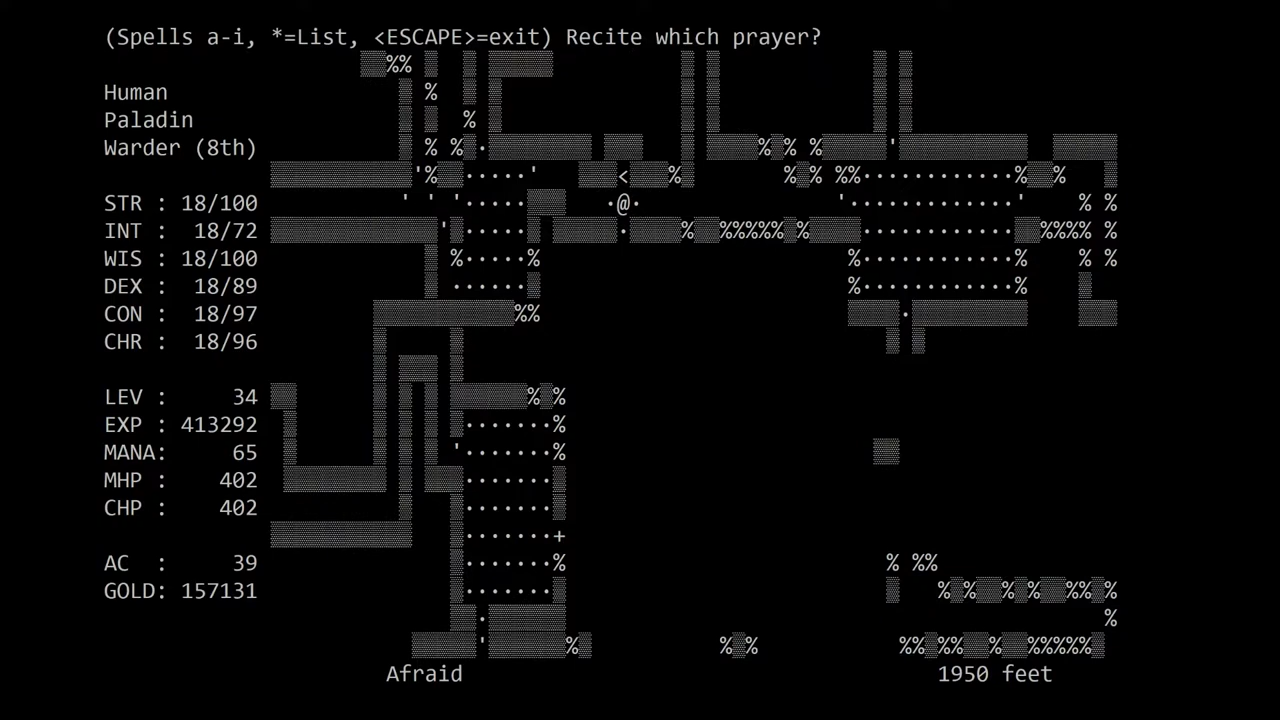 (Spells a-i, *=List, <ESCAPE>=exit) Recite which prayer?
Human
Paladin
Warder (8th)
STR : 18/100
INT : 18/72
WIS : 18/100
DEX : 18/89
CON : 18/97
CHR : 18/96
LEV : 34
EXP : 413292
MANA: 65
MHP : 402
CHP : 402
AC : 39
GOLD: 157131
Afraid 1950 feet